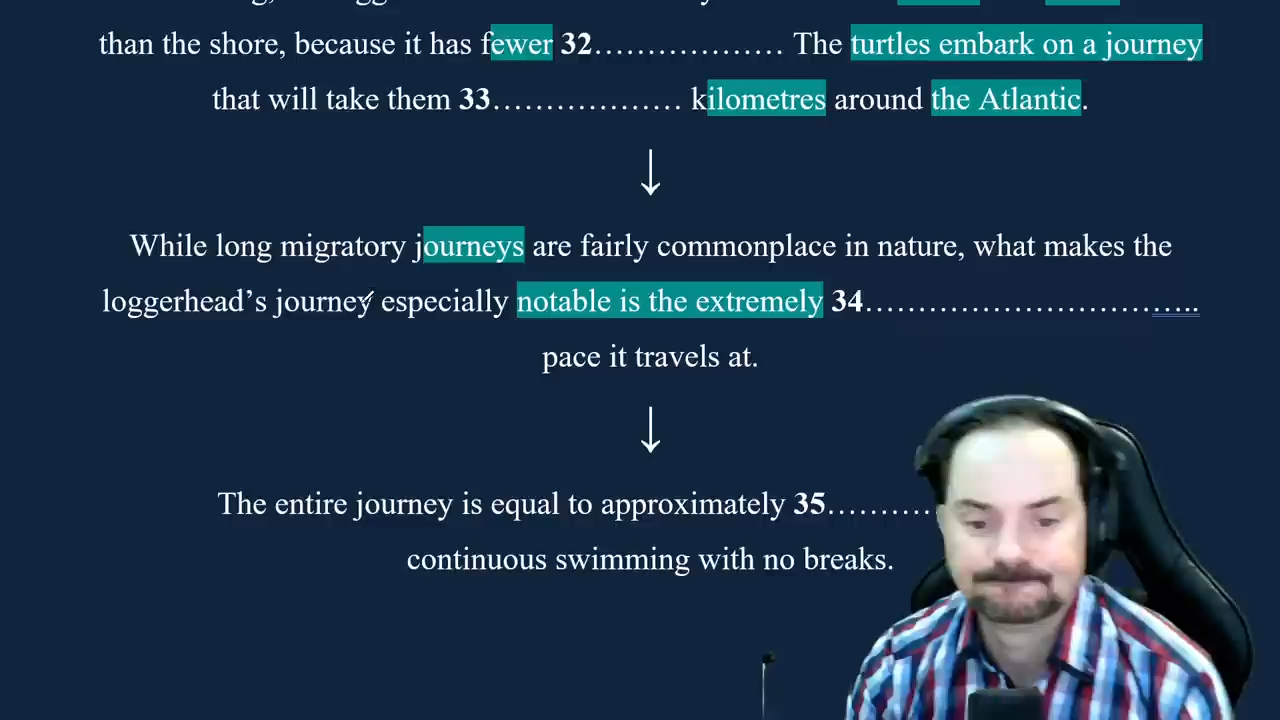 than the shore, because it has fewer 32……………… The turtles embark on a journey
that will take them 33……………… kilometres around the Atlantic.
↓
While long migratory journeys are fairly commonplace in nature, what makes the
loggerhead’s journey especially notable is the extremely 34…………………………..
pace it travels at.
↓
The entire journey is equal to approximately 35……….
continuous swimming with no breaks.